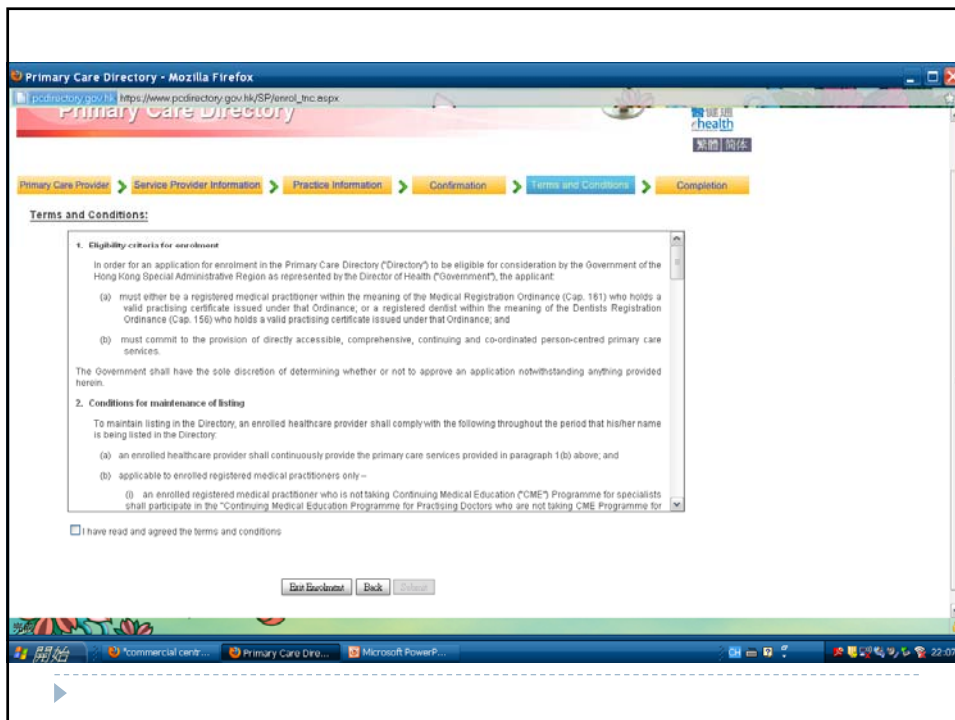 Primary Care Directory - Mozilla Firefox
pcdirectory.gov.hk https://www.pcdirectory.gov.hk/SP/enrol_tnc.aspx
Primary Care Directory
醫健通
ehealth
繁體 简体
Primary Care Provider Service Provider Information Practice Information Confirmation Terms and Conditions Completion
Terms and Conditions:
1. Eligibility criteria for enrolment
In order for an application for enrolment in the Primary Care Directory ("Directory") to be eligible for consideration by the Government of the
Hong Kong Special Administrative Region as represented by the Director of Health ("Government"), the applicant:
(a) must either be a registered medical practitioner within the meaning of the Medical Registration Ordinance (Cap. 161) who holds a
valid practising certificate issued under that Ordinance; or a registered dentist within the meaning of the Dentists Registration
Ordinance (Cap. 156) who holds a valid practising certificate issued under that Ordinance; and
(b) must commit to the provision of directly accessible, comprehensive, continuing and co-ordinated person-centred primary care
services.
The Government shall have the sole discretion of determining whether or not to approve an application notwithstanding anything provided
herein.
2. Conditions for maintenance of listing
To maintain listing in the Directory, an enrolled healthcare provider shall comply with the following throughout the period that his/her name
is being listed in the Directory:
(a) an enrolled healthcare provider shall continuously provide the primary care services provided in paragraph 1(b) above; and
(b) applicable to enrolled registered medical practitioners only –
(i) an enrolled registered medical practitioner who is not taking Continuing Medical Education ("CME") Programme for specialists
shall participate in the "Continuing Medical Education Programme for Practising Doctors who are not taking CME Programme for
I have read and agreed the terms and conditions
Exit Enrolment Back Submit
完成
開始 *commercial centr... Primary Care Dire... Microsoft PowerP... CH 22:07